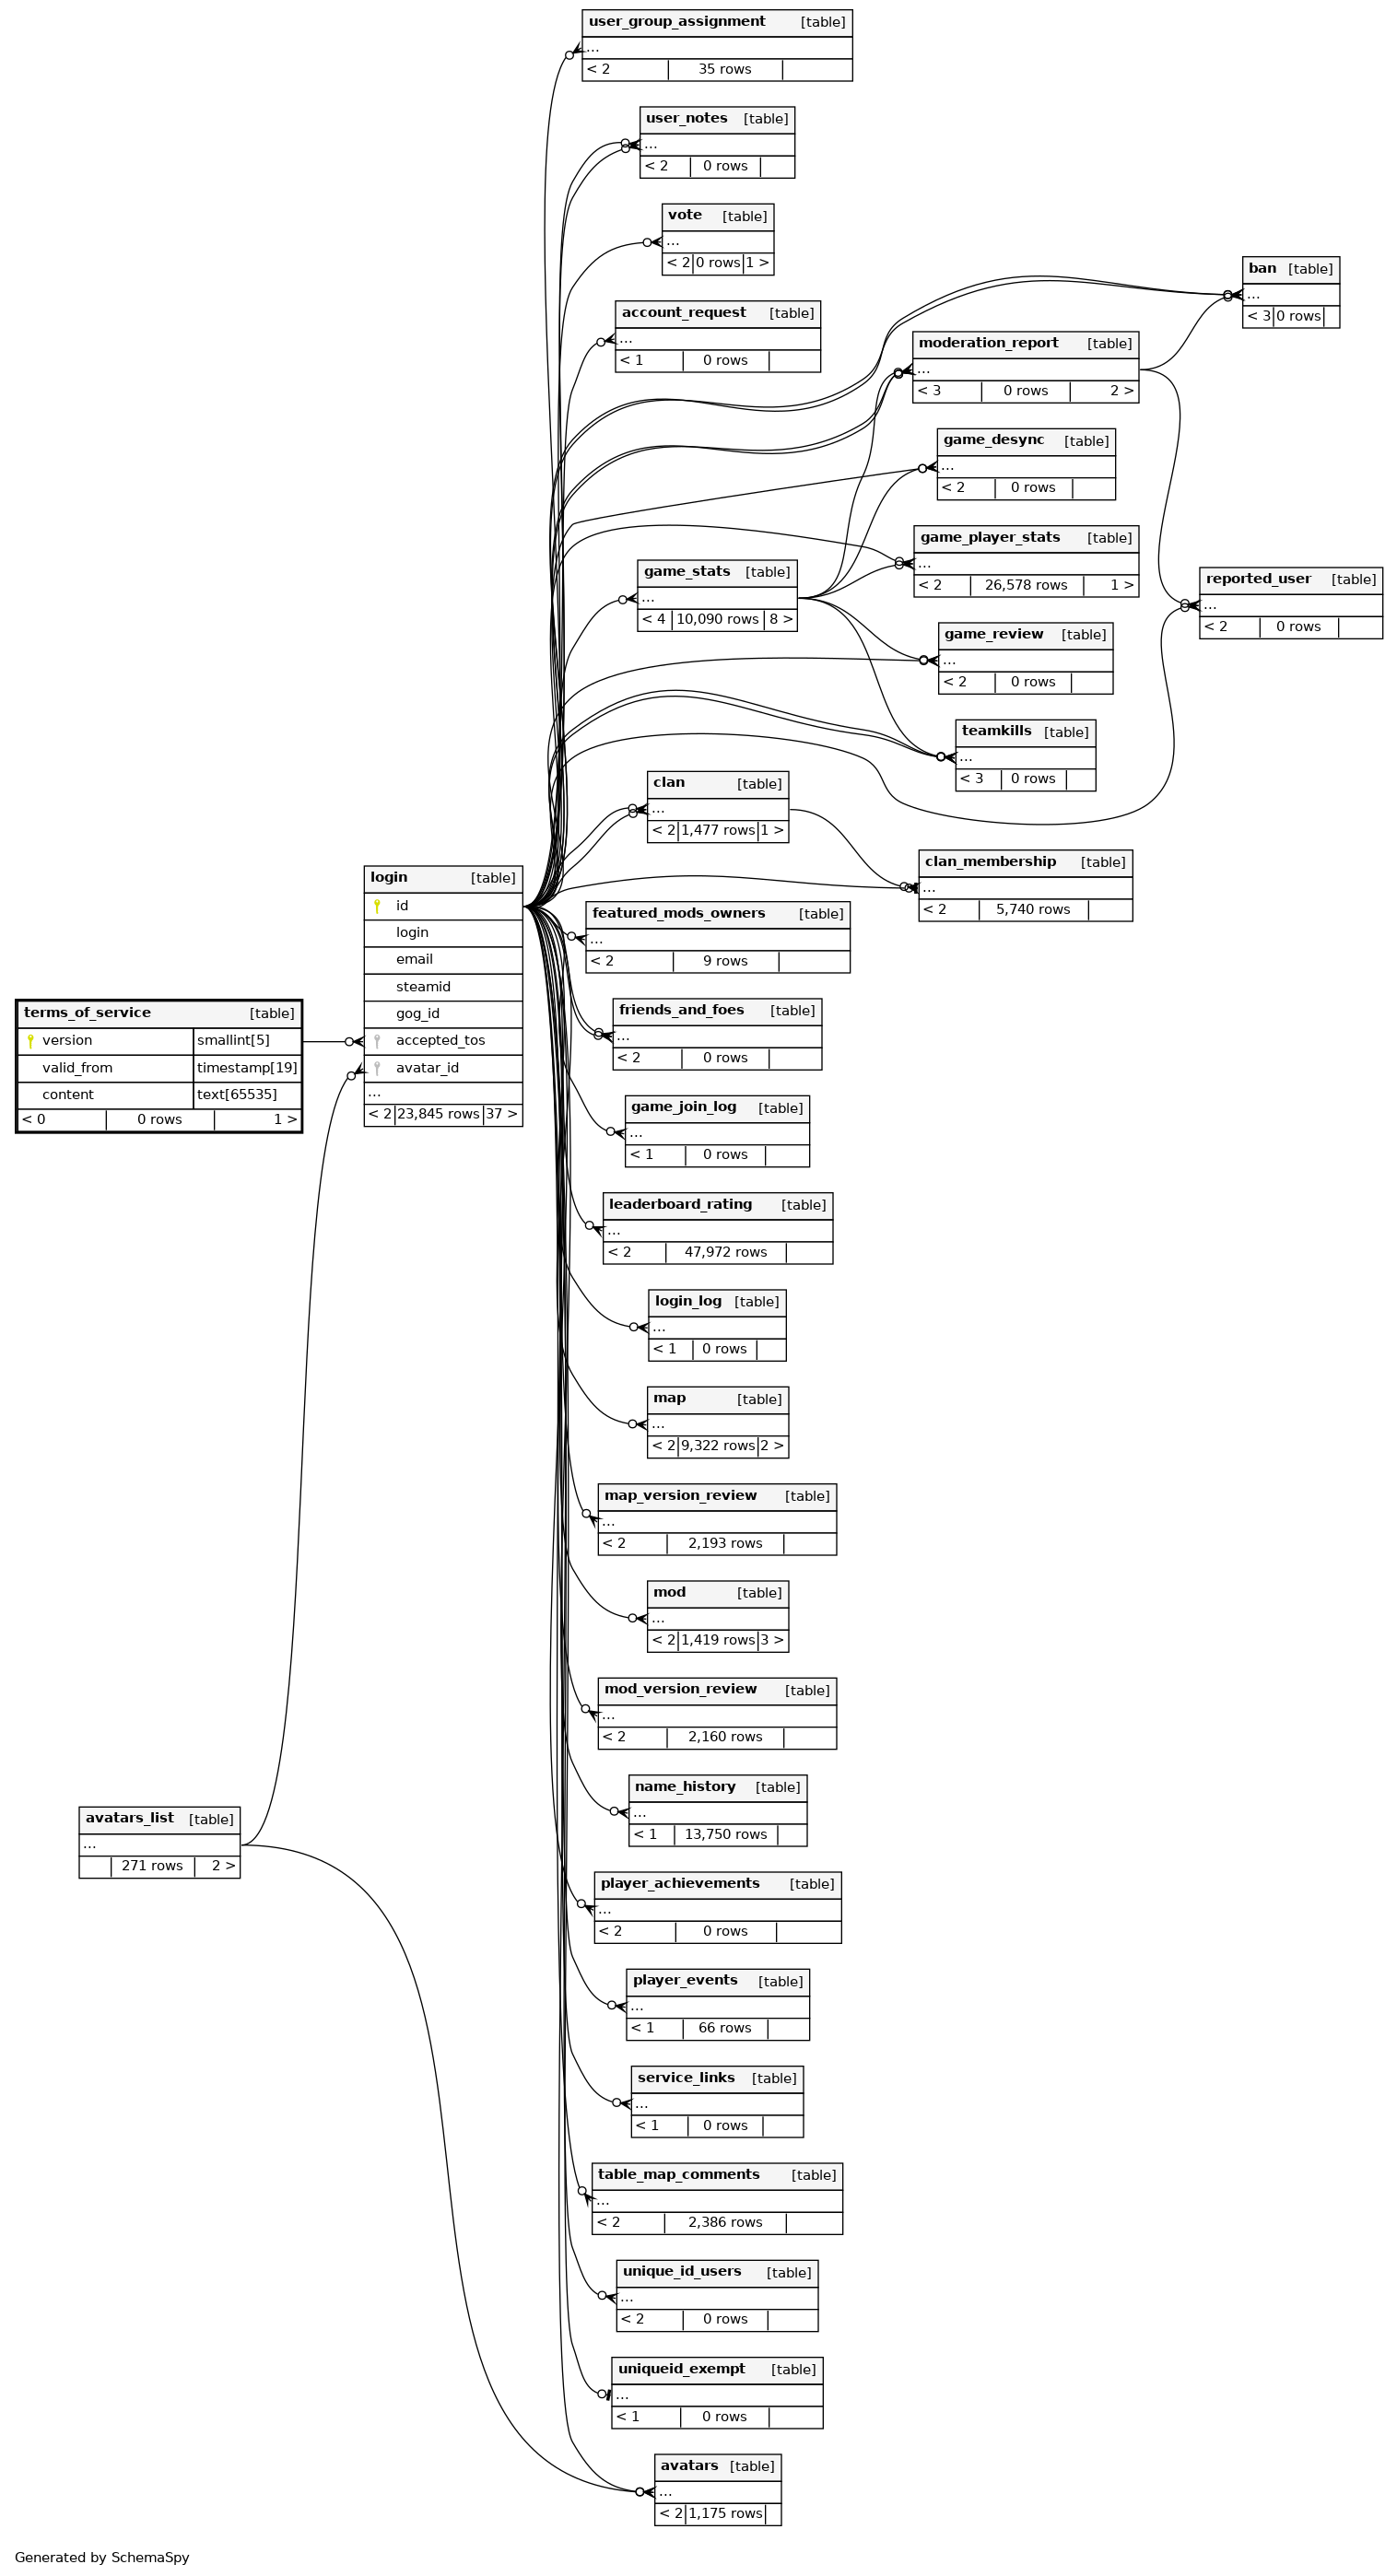 user_group_assignment [table]
...
< 2 35 rows
user_notes [table]
...
< 2 0 rows
vote [table]
...
< 2 0 rows 1 >
account_request [table]
...
< 1 0 rows
ban [table]
...
< 3 0 rows
moderation_report [table]
...
< 3 0 rows 2 >
game_desync [table]
...
< 2 0 rows
game_player_stats [table]
...
< 2 26,578 rows 1 >
game_stats [table]
...
< 4 10,090 rows 8 >
reported_user [table]
...
< 2 0 rows
game_review [table]
...
< 2 0 rows
teamkills [table]
...
< 3 0 rows
clan [table]
...
< 2 1,477 rows 1 >
clan_membership [table]
...
< 2 5,740 rows
login [table]
id
login
email
steamid
gog_id
accepted_tos
avatar_id
...
< 2 23,845 rows 37 >
terms_of_service [table]
version smallint[5]
valid_from timestamp[19]
content text[65535]
< 0 0 rows 1 >
featured_mods_owners [table]
...
< 2 9 rows
friends_and_foes [table]
...
< 2 0 rows
game_join_log [table]
...
< 1 0 rows
leaderboard_rating [table]
...
< 2 47,972 rows
login_log [table]
...
< 1 0 rows
map [table]
...
< 2 9,322 rows 2 >
map_version_review [table]
...
< 2 2,193 rows
mod [table]
...
< 2 1,419 rows 3 >
mod_version_review [table]
...
< 2 2,160 rows
name_history [table]
...
< 1 13,750 rows
avatars_list [table]
...
271 rows 2 >
player_achievements [table]
...
< 2 0 rows
player_events [table]
...
< 1 66 rows
service_links [table]
...
< 1 0 rows
table_map_comments [table]
...
< 2 2,386 rows
unique_id_users [table]
...
< 2 0 rows
uniqueid_exempt [table]
...
< 1 0 rows
avatars [table]
...
< 2 1,175 rows
Generated by SchemaSpy